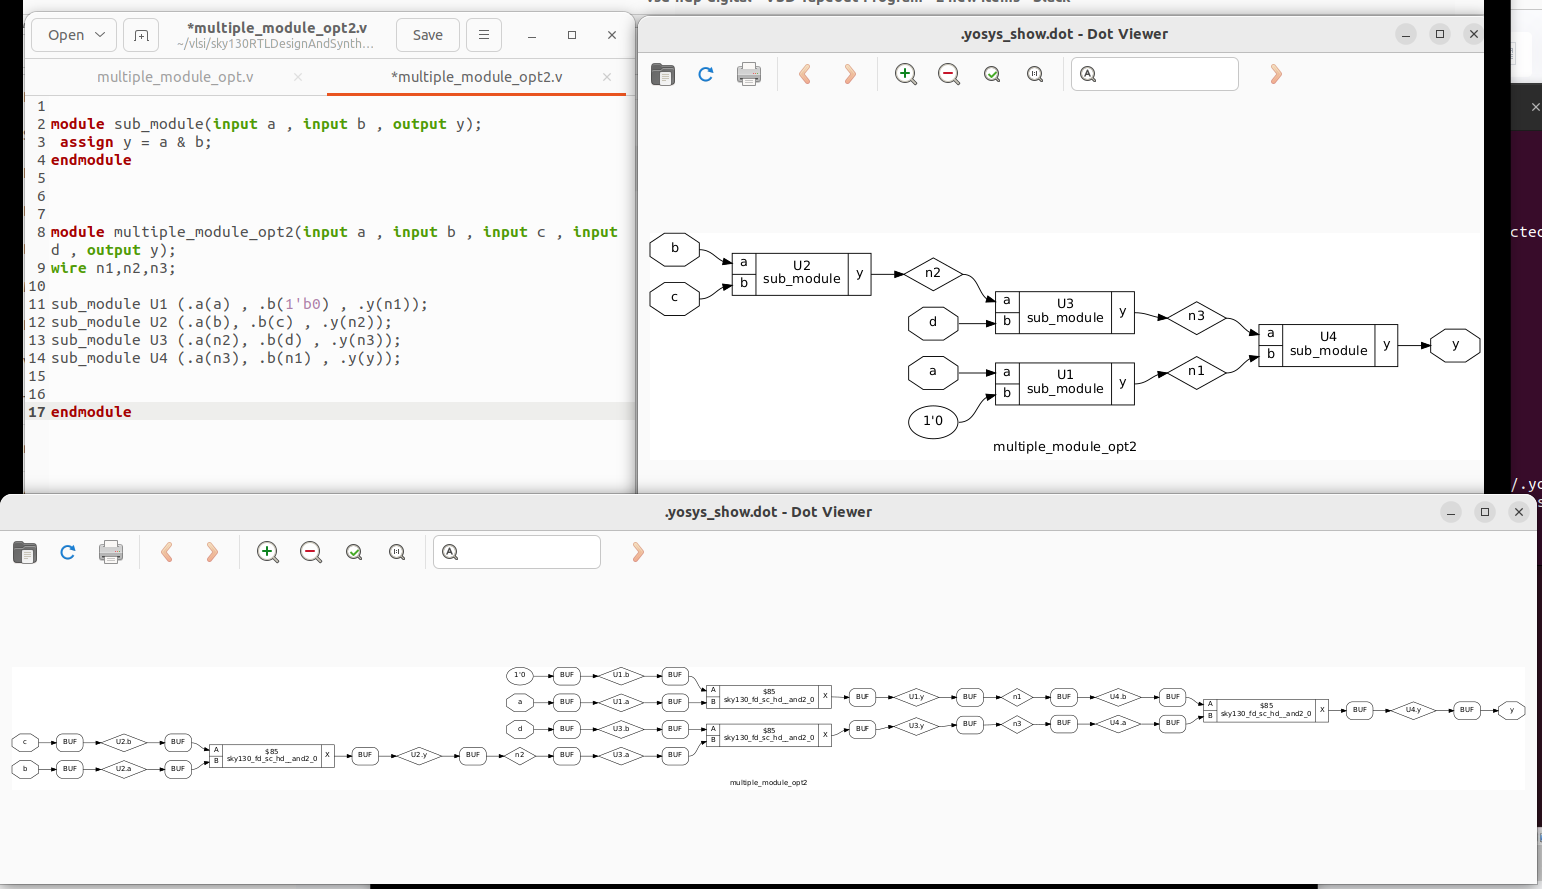 Open
*multiple_module_opt2.v
~/vlsi/sky130RTLDesignAndSynth…
Save
multiple_module_opt.v
*multiple_module_opt2.v
1
2 module sub_module(input a , input b , output y);
3  assign y = a & b;
4 endmodule
5
6
7
8 module multiple_module_opt2(input a , input b , input c , input
d , output y);
9 wire n1,n2,n3;
10
11 sub_module U1 (.a(a) , .b(1'b0) , .y(n1));
12 sub_module U2 (.a(b), .b(c) , .y(n2));
13 sub_module U3 (.a(n2), .b(d) , .y(n3));
14 sub_module U4 (.a(n3), .b(n1) , .y(y));
15
16
17 endmodule
.yosys_show.dot - Dot Viewer
b
c
a
b
U2
sub_module
y
n2
d
a
b
U3
sub_module
y
n3
a
1'0
a
b
U1
sub_module
y
n1
a
b
U4
sub_module
y
y
multiple_module_opt2
.yosys_show.dot - Dot Viewer
1'0 BUF U1.b BUF
a BUF U1.a BUF
A
B
$85
sky130_fd_sc_hd__and2_0
X
BUF U1.y BUF n1 BUF U4.b BUF
d BUF U3.b BUF
n2 BUF U3.a BUF
A
B
$85
sky130_fd_sc_hd__and2_0
X
BUF U3.y BUF n3 BUF U4.a BUF
A
B
$85
sky130_fd_sc_hd__and2_0
X
BUF U4.y BUF y
c BUF U2.b BUF
b BUF U2.a BUF
A
B
$85
sky130_fd_sc_hd__and2_0
X
BUF U2.y BUF
multiple_module_opt2